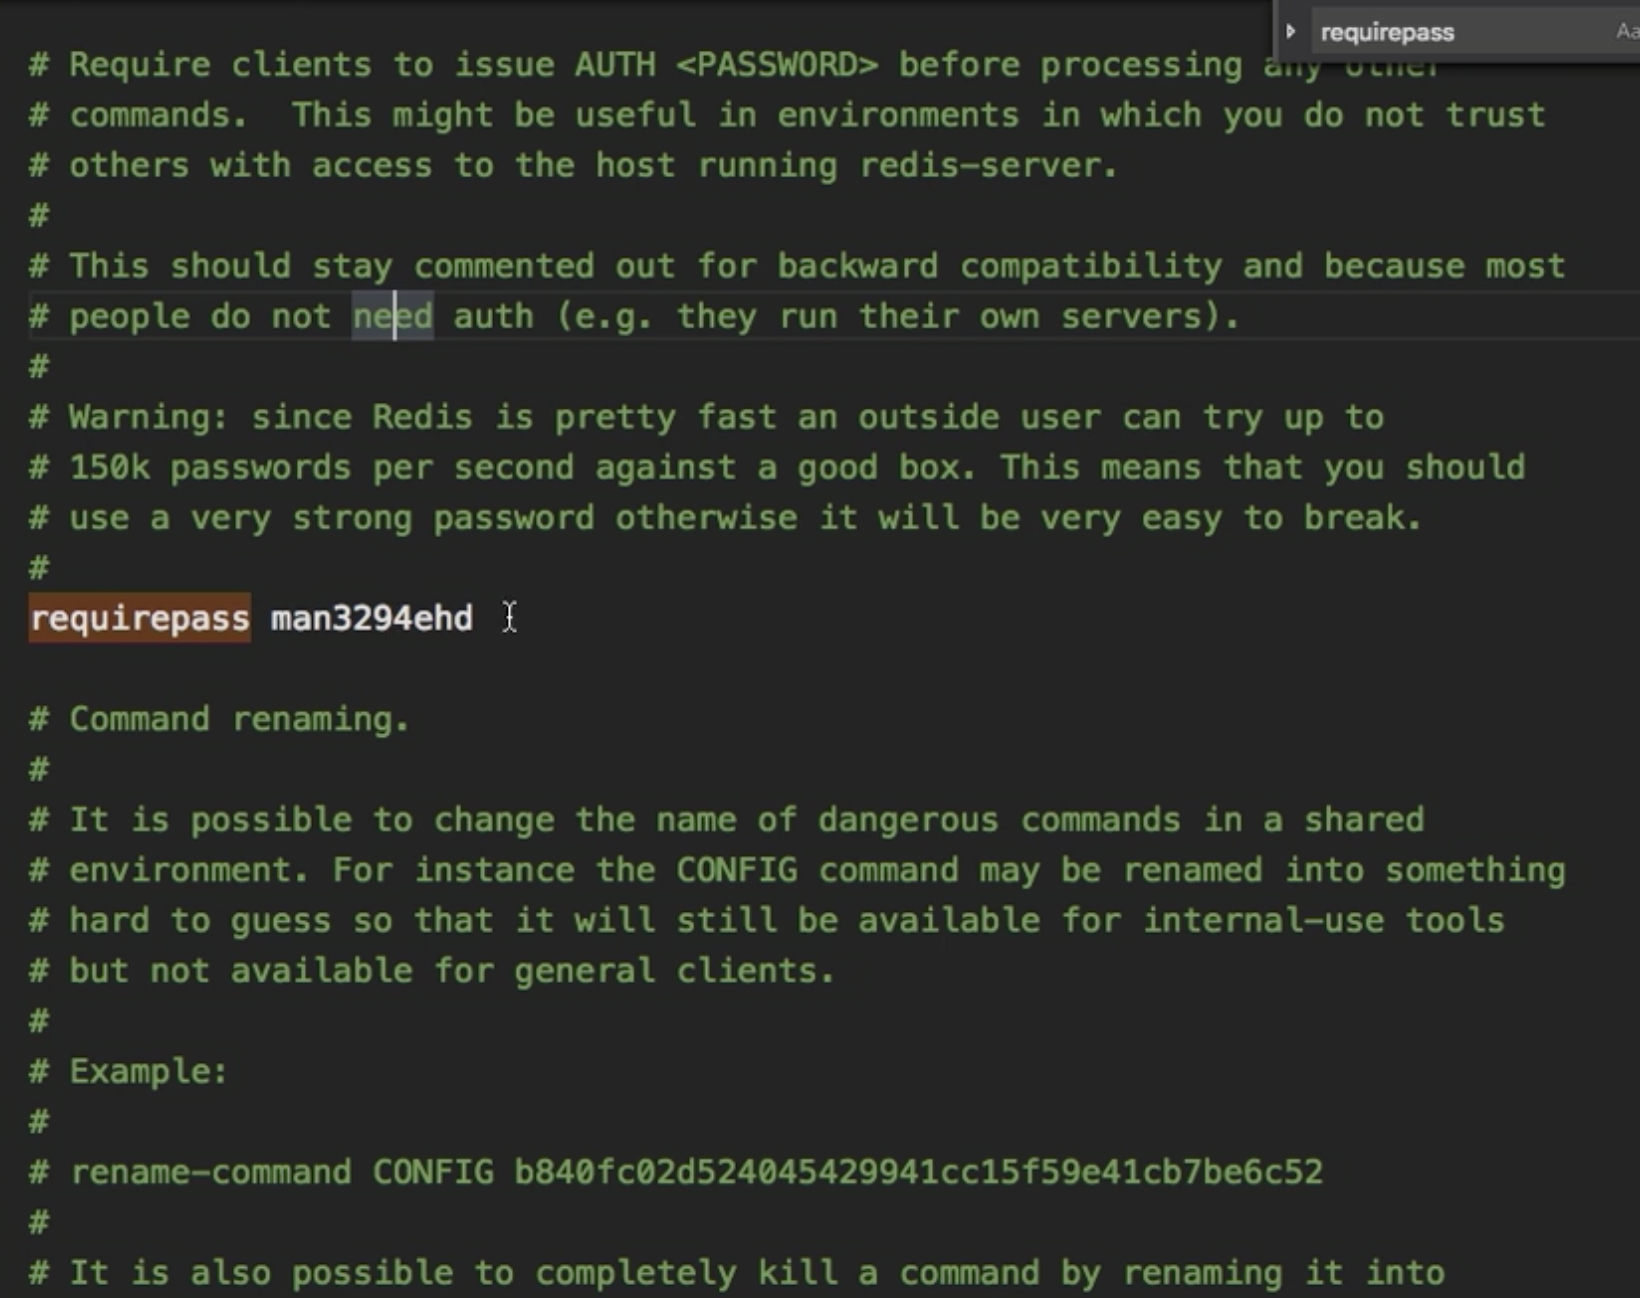 requirepass Aa
# Require clients to issue AUTH <PASSWORD> before processing any other
# commands.  This might be useful in environments in which you do not trust
# others with access to the host running redis-server.
#
# This should stay commented out for backward compatibility and because most
# people do not need auth (e.g. they run their own servers).
#
# Warning: since Redis is pretty fast an outside user can try up to
# 150k passwords per second against a good box. This means that you should
# use a very strong password otherwise it will be very easy to break.
#
requirepass man3294ehd
# Command renaming.
#
# It is possible to change the name of dangerous commands in a shared
# environment. For instance the CONFIG command may be renamed into something
# hard to guess so that it will still be available for internal-use tools
# but not available for general clients.
#
# Example:
#
# rename-command CONFIG b840fc02d524045429941cc15f59e41cb7be6c52
#
# It is also possible to completely kill a command by renaming it into